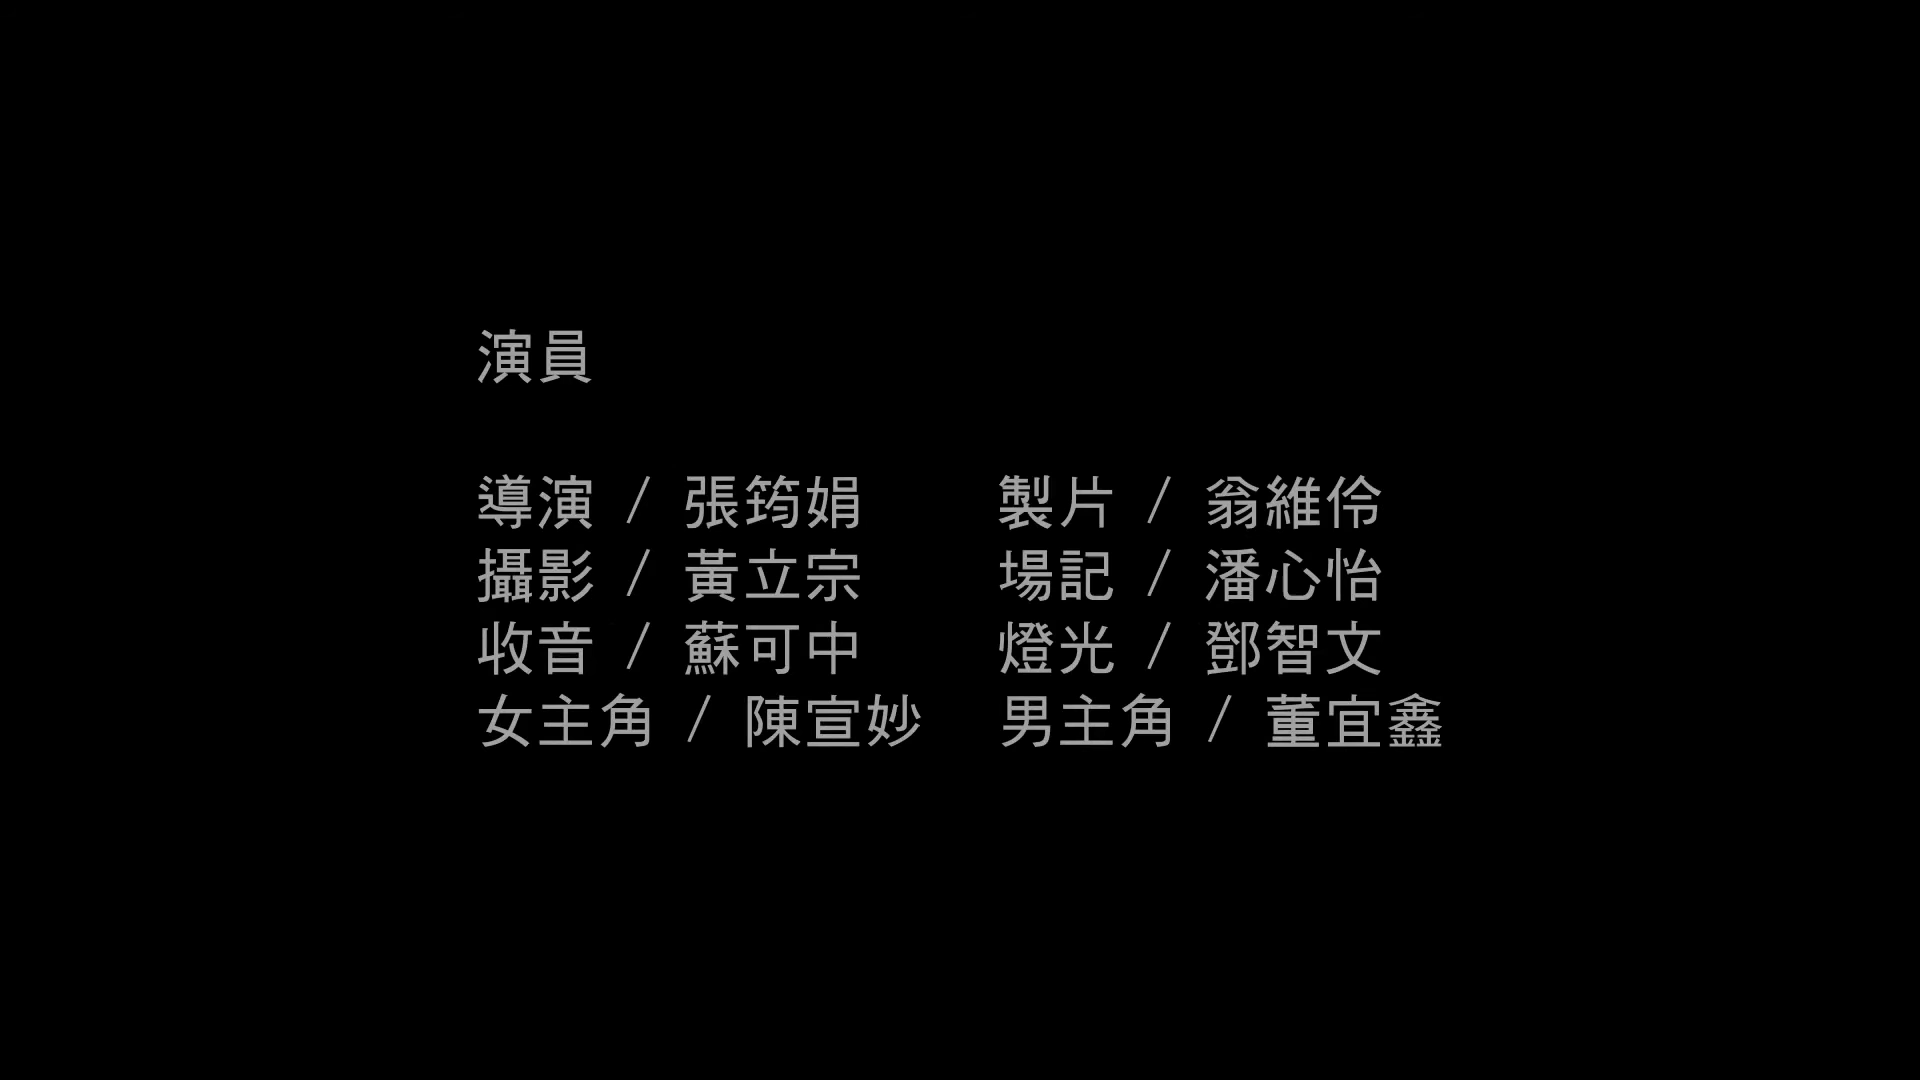 演員
導演 / 張筠娟 製片 / 翁維伶
攝影 / 黃立宗 場記 / 潘心怡
收音 / 蘇可中 燈光 / 鄧智文
女主角 / 陳宣妙 男主角 / 董宜鑫